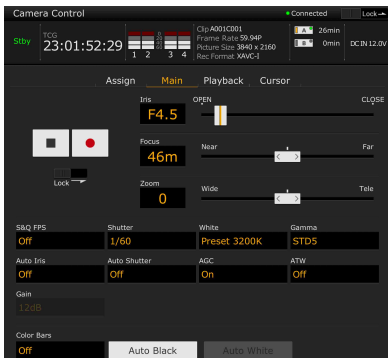 Camera Control
Connected
Lock
Stby
TCG
23:01:52:29
1 2 3 4
Clip A001C001
Frame Rate 59.94P
Picture Size 3840 x 2160
Rec Format XAVC-I
A 26min
B 0min
DC IN 12.0V
Assign Main Playback Cursor
Iris OPEN CLOSE
F4.5
Focus Near Far
46m
Lock
Zoom Wide Tele
0
S&Q FPS Shutter White Gamma
Off 1/60 Preset 3200K STD5
Auto Iris Auto Shutter AGC ATW
Off Off On Off
Gain
12dB
Color Bars
Off Auto Black Auto White